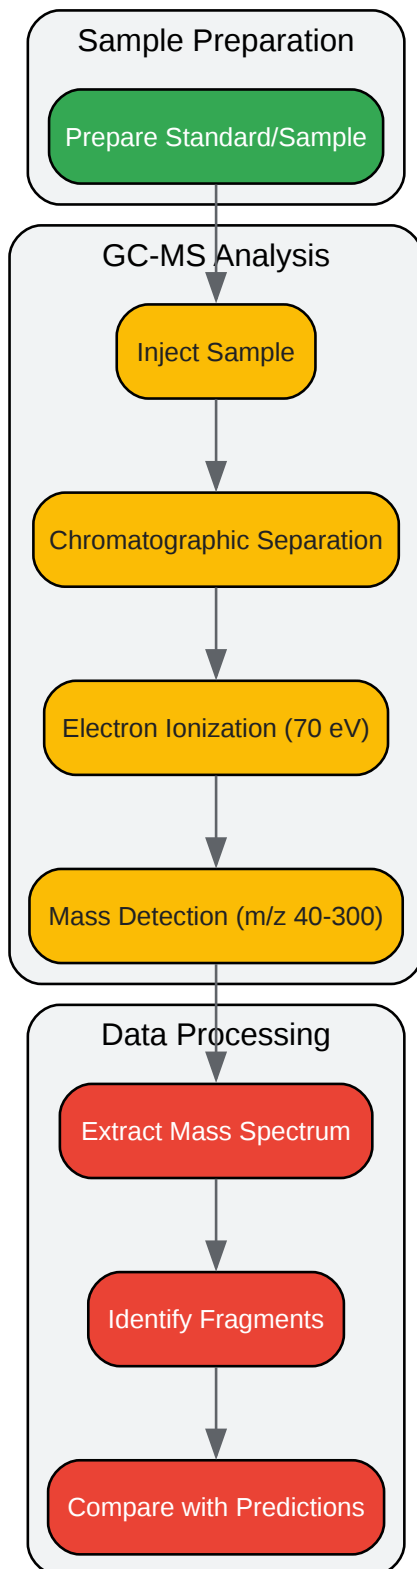 Sample Preparation
Prepare Standard/Sample
GC-MS Analysis
Inject Sample
Chromatographic Separation
Electron Ionization (70 eV)
Mass Detection (m/z 40-300)
Data Processing
Extract Mass Spectrum
Identify Fragments
Compare with Predictions